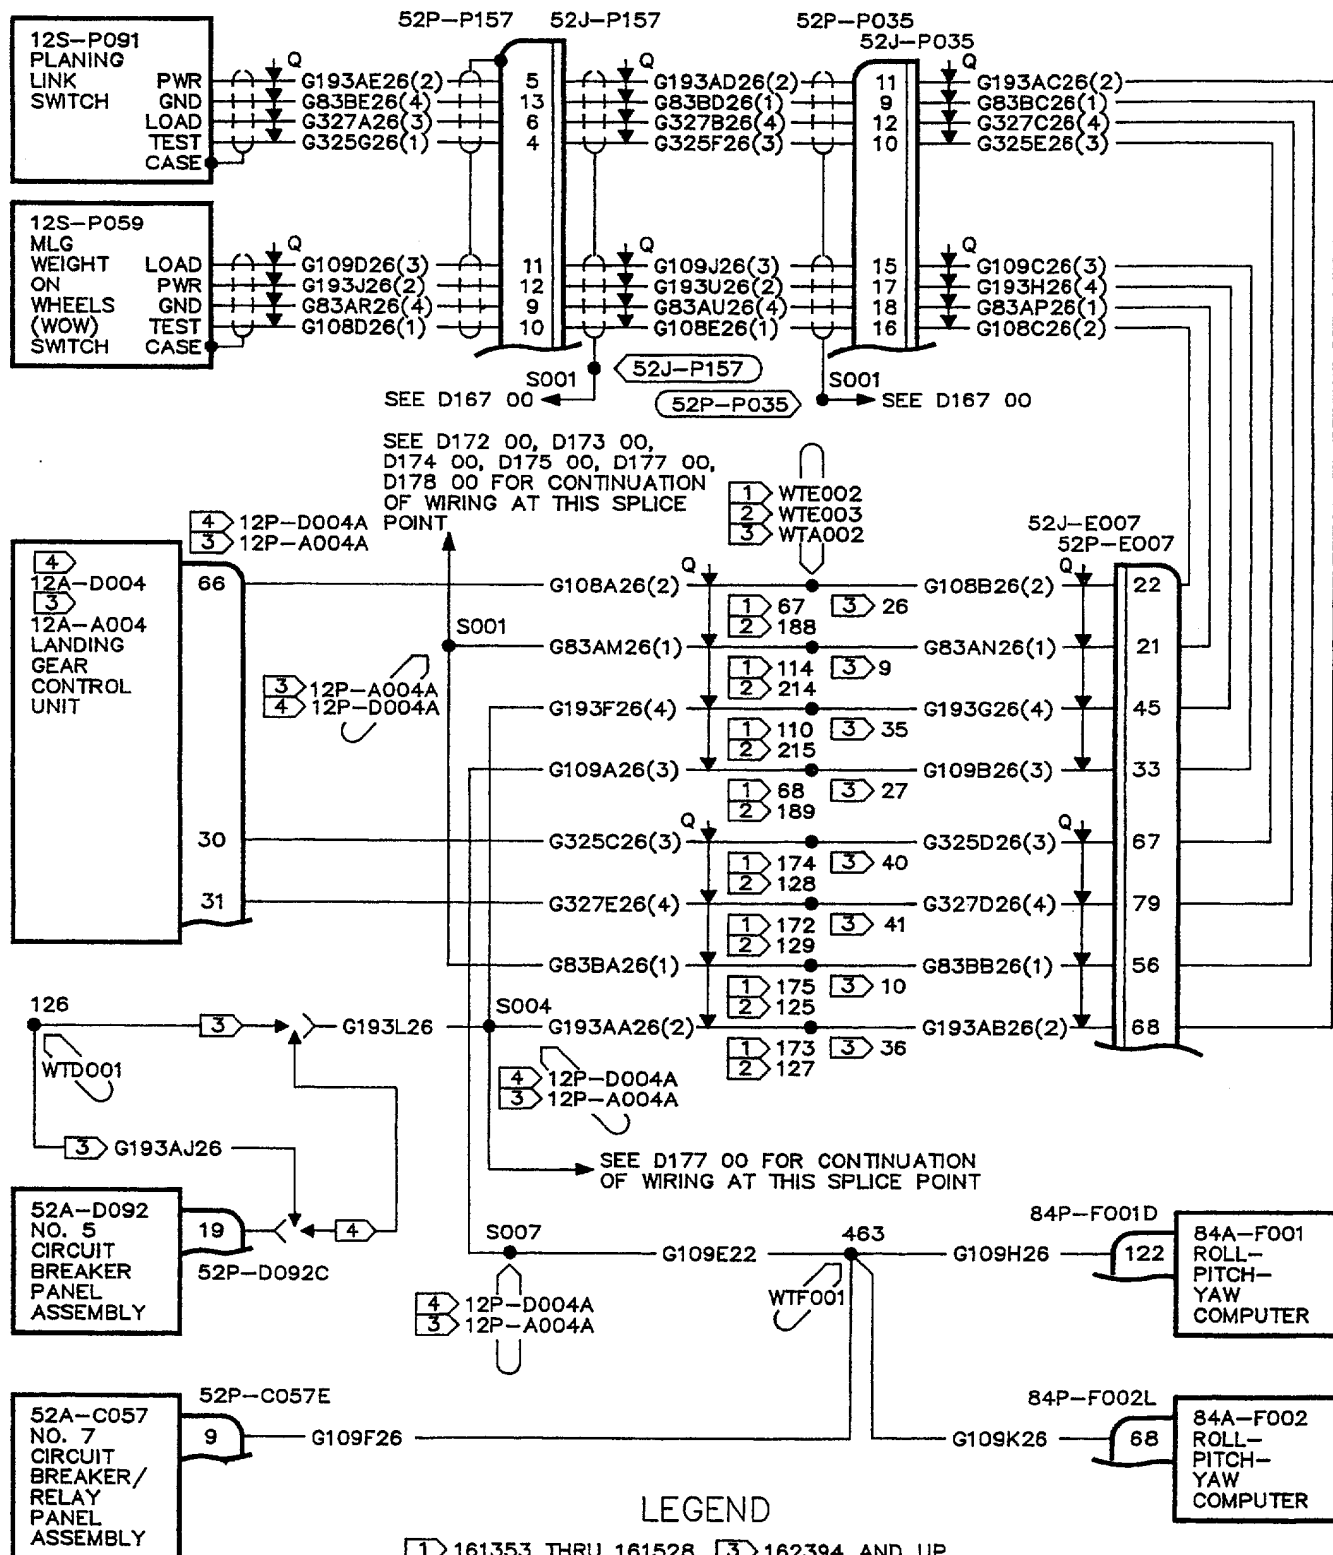 52P-P157 52J-P157 52P-P035
52J-P035
12S-P091
PLANING
LINK
SWITCH
PWR
GND
LOAD
TEST
CASE
Q Q Q
G193AE26(2) 5 G193AD26(2) 11 G193AC26(2)
G83BE26(4) 13 G83BD26(1) 9 G83BC26(1)
G327A26(3) 6 G327B26(4) 12 G327C26(4)
G325G26(1) 4 G325F26(3) 10 G325E26(3)
12S-P059
MLG
WEIGHT
ON
WHEELS
(WOW)
SWITCH
LOAD
PWR
GND
TEST
CASE
Q Q Q
G109D26(3) 11 G109J26(3) 15 G109C26(3)
G193J26(2) 12 G193U26(2) 17 G193H26(4)
G83AR26(4) 9 G83AU26(4) 18 G83AP26(1)
G108D26(1) 10 G108E26(1) 16 G108C26(2)
S001 52J-P157 S001
SEE D167 00 52P-P035 SEE D167 00
SEE D172 00, D173 00,
D174 00, D175 00, D177 00,
D178 00 FOR CONTINUATION
OF WIRING AT THIS SPLICE
POINT
1 WTE002
2 WTE003
3 WTA002
4 12P-D004A
3 12P-A004A
52J-E007
52P-E007
4
12A-D004
3
12A-A004
LANDING
GEAR
CONTROL
UNIT
Q Q
66 G108A26(2) G108B26(2) 22
1 67 3 26
2 188
S001 G83AM26(1) G83AN26(1) 21
1 114 3 9
2 214
3 12P-A004A
4 12P-D004A
G193F26(4) G193G26(4) 45
1 110 3 35
2 215
G109A26(3) G109B26(3) 33
1 68 3 27
2 189
Q Q
30 G325C26(3) G325D26(3) 67
1 174 3 40
2 128
31 G327E26(4) G327D26(4) 79
1 172 3 41
2 129
G83BA26(1) G83BB26(1) 56
1 175 3 10
2 125
126 3 G193L26 S004 G193AA26(2) G193AB26(2) 68
1 173 3 36
2 127
WTD001
4 12P-D004A
3 12P-A004A
3 G193AJ26
SEE D177 00 FOR CONTINUATION
OF WIRING AT THIS SPLICE POINT
52A-D092
NO. 5
CIRCUIT
BREAKER
PANEL
ASSEMBLY
19 4
52P-D092C
S007 G109E22 463 G109H26
84P-F001D
122
84A-F001
ROLL-
PITCH-
YAW
COMPUTER
WTF001
4 12P-D004A
3 12P-A004A
52P-C057E
52A-C057
NO. 7
CIRCUIT
BREAKER/
RELAY
PANEL
ASSEMBLY
9 G109F26
G109K26
84P-F002L
68
84A-F002
ROLL-
PITCH-
YAW
COMPUTER
LEGEND
1 161353 THRU 161528 3 162394 AND UP